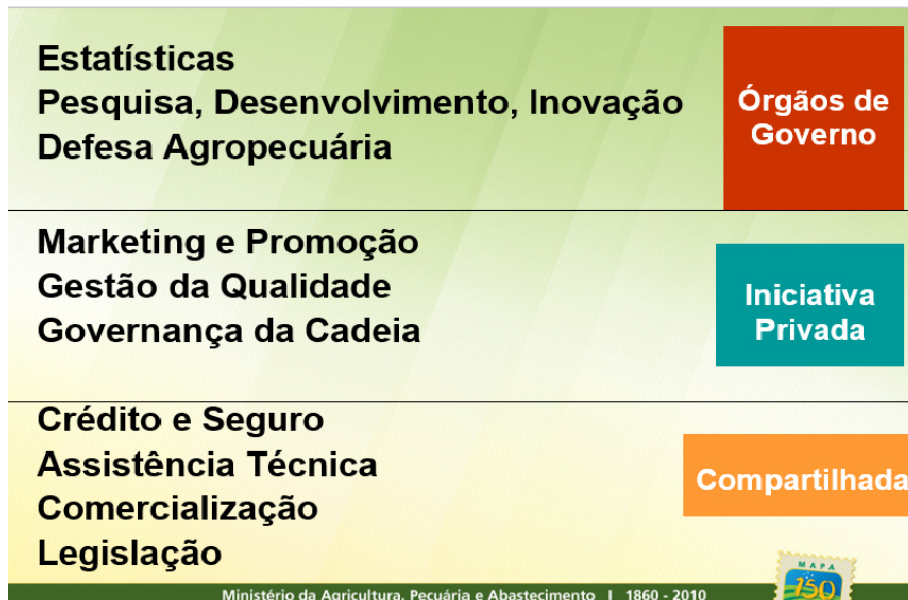 Estatísticas
Pesquisa, Desenvolvimento, Inovação
Defesa Agropecuária
Órgãos de
Governo
Marketing e Promoção
Gestão da Qualidade
Governança da Cadeia
Iniciativa
Privada
Crédito e Seguro
Assistência Técnica
Comercialização
Legislação
Compartilhada
Ministério da Agricultura, Pecuária e Abastecimento | 1860 - 2010
MAPA
150